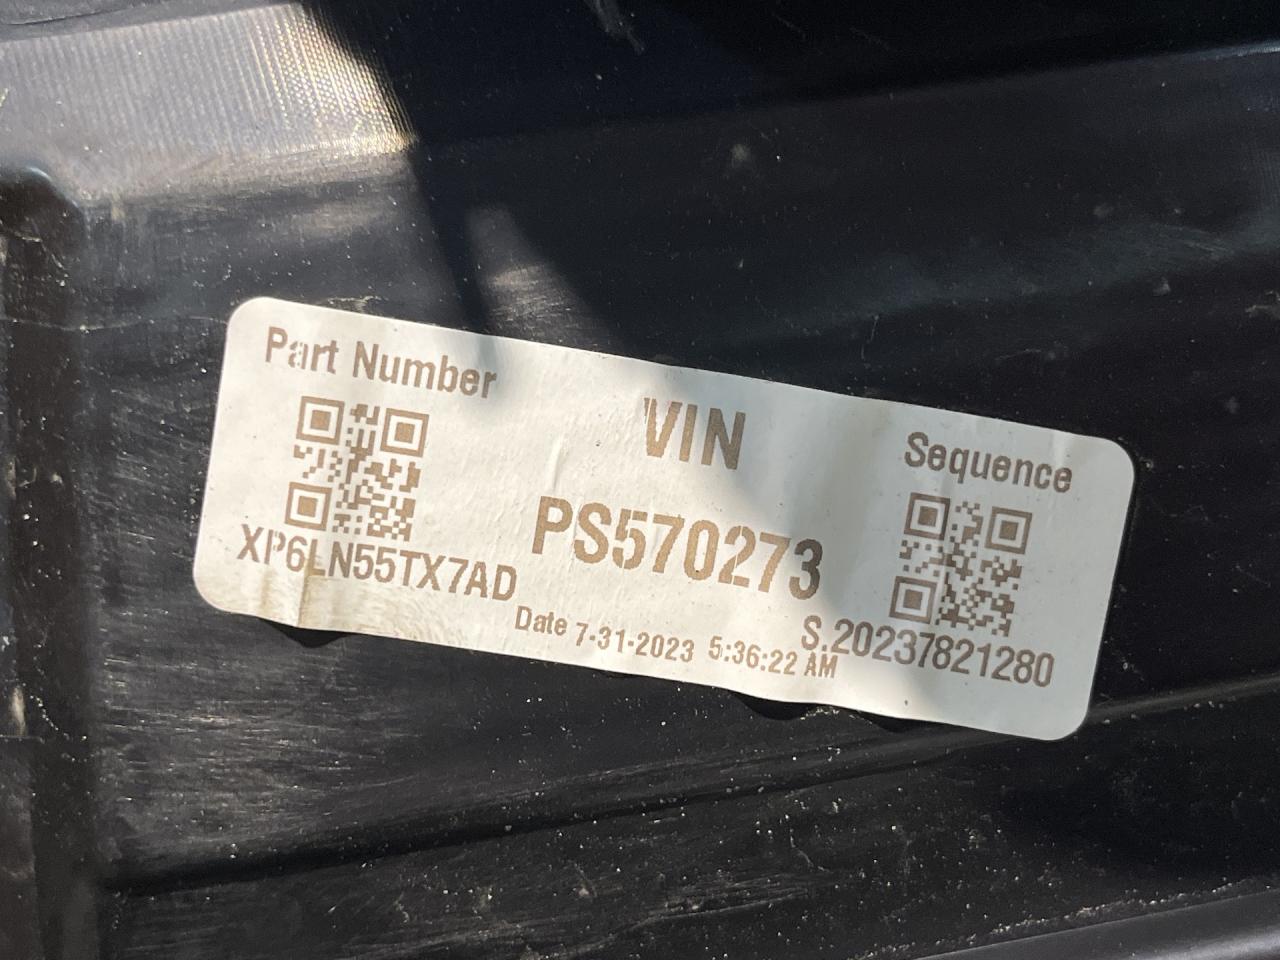 Part Number
XP6LN55TX7AD
VIN
PS570273
Date 7-31-2023 5:36:22 AM
Sequence
S.20237821280